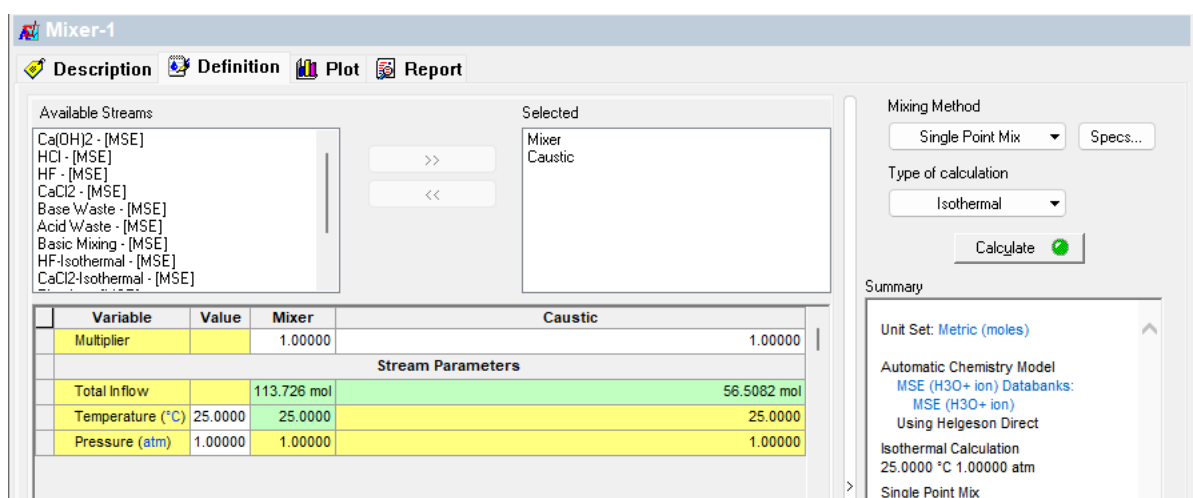 Mixer-1
Description Definition Plot Report
Available Streams
Ca(OH)2 - [MSE]
HCl - [MSE]
HF - [MSE]
CaCl2 - [MSE]
Base Waste - [MSE]
Acid Waste - [MSE]
Basic Mixing - [MSE]
HF-Isothermal - [MSE]
CaCl2-Isothermal - [MSE]
>>
<<
Selected
Mixer
Caustic
Mixing Method
Single Point Mix Specs...
Type of calculation
Isothermal
Calculate
Variable Value Mixer Caustic
Multiplier 1.00000 1.00000
Stream Parameters
Total Inflow 113.726 mol 56.5082 mol
Temperature (°C) 25.0000 25.0000 25.0000
Pressure (atm) 1.00000 1.00000 1.00000
>
Summary
Unit Set: Metric (moles)
Automatic Chemistry Model
MSE (H3O+ ion) Databanks:
MSE (H3O+ ion)
Using Helgeson Direct
Isothermal Calculation
25.0000 °C 1.00000 atm
Single Point Mix